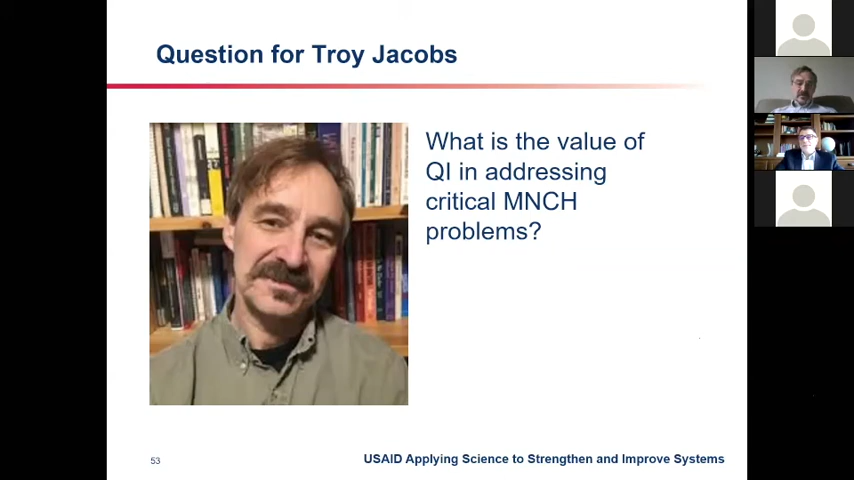 Question for Troy Jacobs
What is the value of
QI in addressing
critical MNCH
problems?
53
USAID Applying Science to Strengthen and Improve Systems